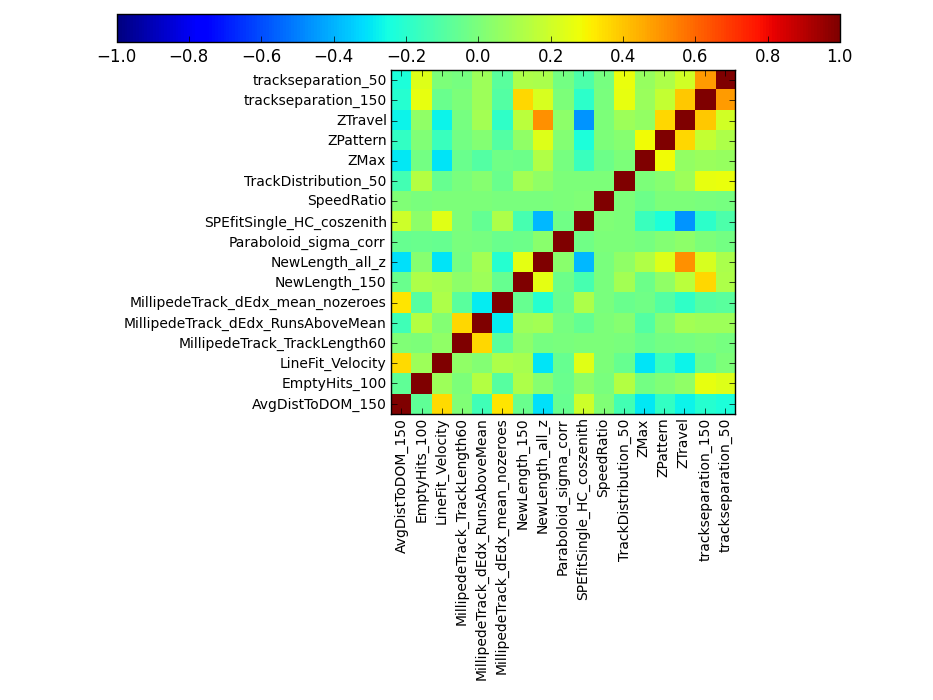 −1.0 −0.8 −0.6 −0.4 −0.2 0.0 0.2 0.4 0.6 0.8 1.0
trackseparation_50
trackseparation_150
ZTravel
ZPattern
ZMax
TrackDistribution_50
SpeedRatio
SPEfitSingle_HC_coszenith
Paraboloid_sigma_corr
NewLength_all_z
NewLength_150
MillipedeTrack_dEdx_mean_nozeroes
MillipedeTrack_dEdx_RunsAboveMean
MillipedeTrack_TrackLength60
LineFit_Velocity
EmptyHits_100
AvgDistToDOM_150
AvgDistToDOM_150
EmptyHits_100
LineFit_Velocity
MillipedeTrack_TrackLength60
MillipedeTrack_dEdx_RunsAboveMean
MillipedeTrack_dEdx_mean_nozeroes
NewLength_150
NewLength_all_z
Paraboloid_sigma_corr
SPEfitSingle_HC_coszenith
SpeedRatio
TrackDistribution_50
ZMax
ZPattern
ZTravel
trackseparation_150
trackseparation_50